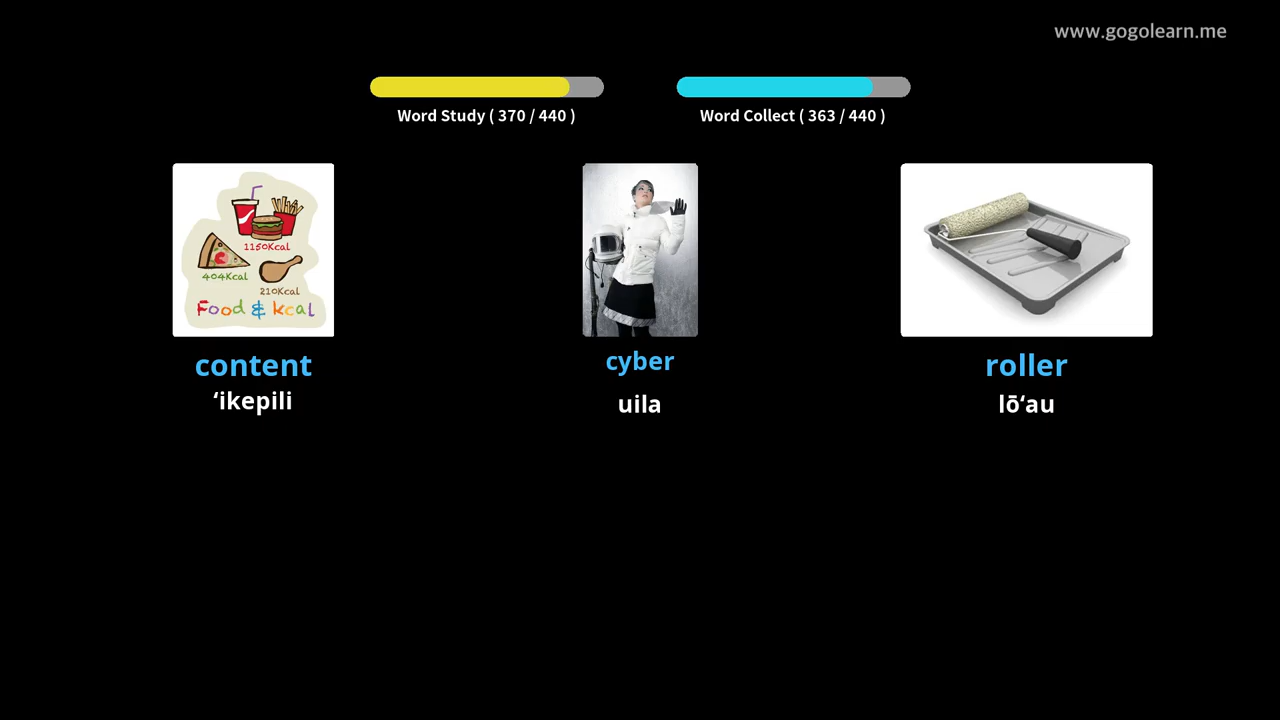 www.gogolearn.me
Word Study ( 370 / 440 )
Word Collect ( 363 / 440 )
1150Kcal
404Kcal
210Kcal
Food & kcal
content
ʻikepili
cyber
uila
roller
lōʻau